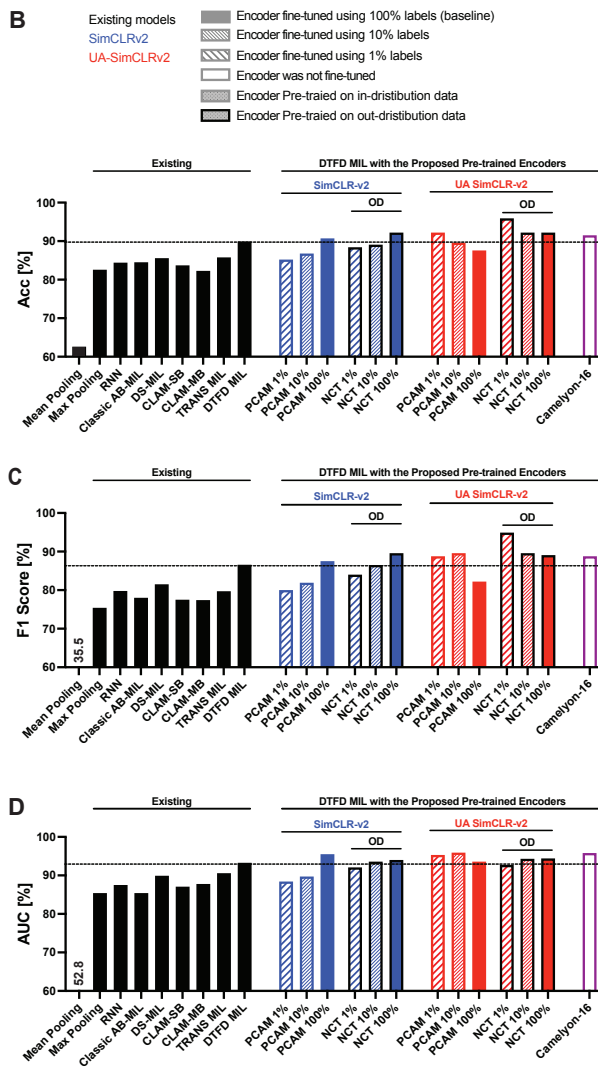 B
Existing models
SimCLRv2
UA-SimCLRv2
Encoder fine-tuned using 100% labels (baseline)
Encoder fine-tuned using 10% labels
Encoder fine-tuned using 1% labels
Encoder was not fine-tuned
Encoder Pre-traied on in-dristibution data
Encoder Pre-traied on out-dristibution data
Existing
DTFD MIL with the Proposed Pre-trained Encoders
SimCLR-v2
UA SimCLR-v2
OD
OD
Acc [%]
100
90
80
70
60
Mean Pooling
Max Pooling
RNN
Classic AB-MIL
DS-MIL
CLAM-SB
CLAM-MB
TRANS MIL
DTFD MIL
PCAM 1%
PCAM 10%
PCAM 100%
NCT 1%
NCT 10%
NCT 100%
PCAM 1%
PCAM 10%
PCAM 100%
NCT 1%
NCT 10%
NCT 100%
Camelyon-16
C
Existing
DTFD MIL with the Proposed Pre-trained Encoders
SimCLR-v2
UA SimCLR-v2
OD
OD
F1 Score [%]
100
90
80
70
60
35.5
Mean Pooling
Max Pooling
RNN
Classic AB-MIL
DS-MIL
CLAM-SB
CLAM-MB
TRANS MIL
DTFD MIL
PCAM 1%
PCAM 10%
PCAM 100%
NCT 1%
NCT 10%
NCT 100%
PCAM 1%
PCAM 10%
PCAM 100%
NCT 1%
NCT 10%
NCT 100%
Camelyon-16
D
Existing
DTFD MIL with the Proposed Pre-trained Encoders
SimCLR-v2
UA SimCLR-v2
OD
OD
AUC [%]
100
90
80
70
60
52.8
Mean Pooling
Max Pooling
RNN
Classic AB-MIL
DS-MIL
CLAM-SB
CLAM-MB
TRANS MIL
DTFD MIL
PCAM 1%
PCAM 10%
PCAM 100%
NCT 1%
NCT 10%
NCT 100%
PCAM 1%
PCAM 10%
PCAM 100%
NCT 1%
NCT 10%
NCT 100%
Camelyon-16